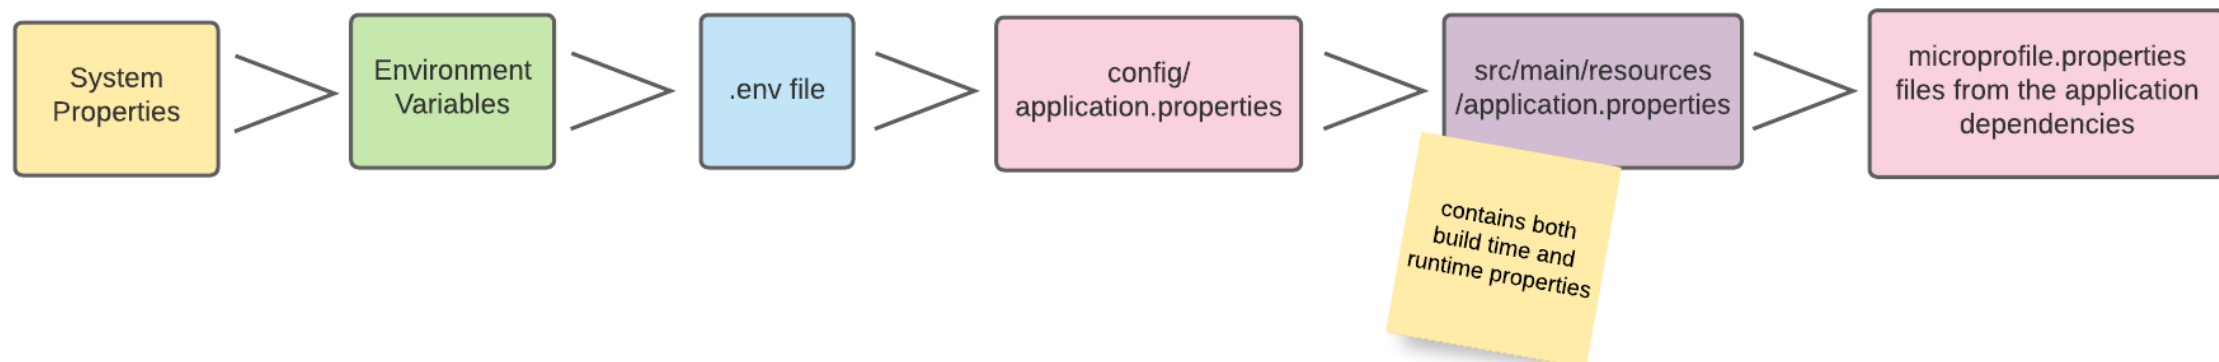 System
Properties
Environment
Variables
.env file
config/
application.properties
src/main/resources
/application.properties
contains both
build time and
runtime properties
microprofile.properties
files from the application
dependencies